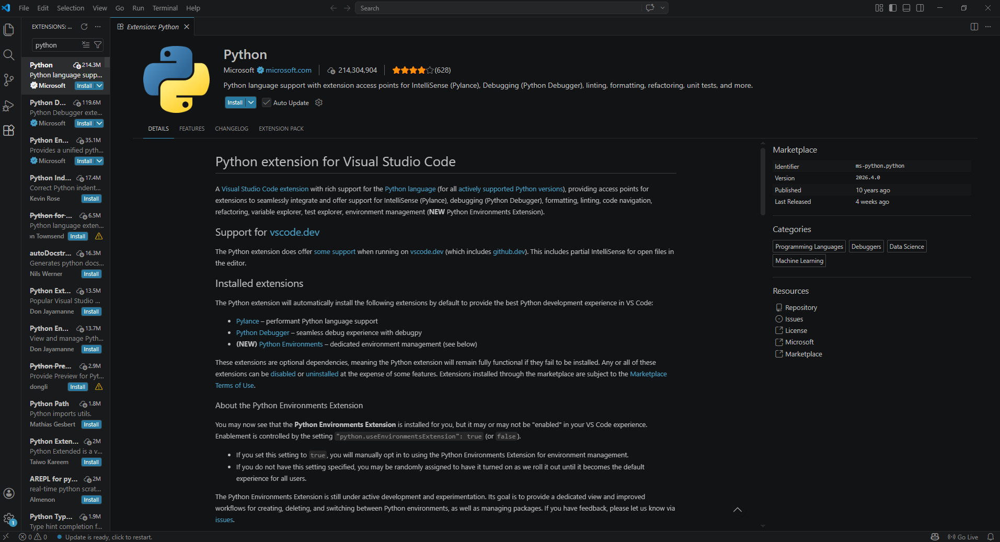 File Edit Selection View Go Run Terminal Help
Search
EXTENSIONS: ...
python
Python 214.3M
Python language supp...
Microsoft Install
Python D... 119.6M
Python Debugger exte...
Microsoft Install
Python En... 35.1M
Provides a unified pyth...
Microsoft Install
Python Ind... 17.4M
Correct Python indent...
Kevin Rose Install
Python for ... 6.5M
Python language exten...
on Townsend Install
autoDocstr... 16.3M
Generates python docs...
Nils Werner Install
Python Ext... 13.5M
Popular Visual Studio ...
Don Jayamanne Install
Python En... 13.7M
View and manage Pyth...
Don Jayamanne Install
Python Pre... 2.9M
Provide Preview for Pyt...
dongli Install
Python Path 1.8M
Python imports utils.
Mathias Gesbert Install
Python Exten... 2M
Python Extended is a v...
Taiwo Kareem Install
AREPL for py... 2M
real-time python scrat...
Almenon Install
Python Typ... 1.9M
Type hint completion f...
1
Extension: Python
Python
Microsoft microsoft.com 214,304,904 (628)
Python language support with extension access points for IntelliSense (Pylance), Debugging (Python Debugger), linting, formatting, refactoring, unit tests, and more.
Install Auto Update
DETAILS FEATURES CHANGELOG EXTENSION PACK
Python extension for Visual Studio Code
A Visual Studio Code extension with rich support for the Python language (for all actively supported Python versions), providing access points for
extensions to seamlessly integrate and offer support for IntelliSense (Pylance), debugging (Python Debugger), formatting, linting, code navigation,
refactoring, variable explorer, test explorer, environment management (NEW Python Environments Extension).
Support for vscode.dev
The Python extension does offer some support when running on vscode.dev (which includes github.dev). This includes partial IntelliSense for open files in
the editor.
Installed extensions
The Python extension will automatically install the following extensions by default to provide the best Python development experience in VS Code:
• Pylance – performant Python language support
• Python Debugger – seamless debug experience with debugpy
• (NEW) Python Environments – dedicated environment management (see below)
These extensions are optional dependencies, meaning the Python extension will remain fully functional if they fail to be installed. Any or all of these
extensions can be disabled or uninstalled at the expense of some features. Extensions installed through the marketplace are subject to the Marketplace
Terms of Use.
About the Python Environments Extension
You may now see that the Python Environments Extension is installed for you, but it may or may not be "enabled" in your VS Code experience.
Enablement is controlled by the setting "python.useEnvironmentsExtension": true (or false).
• If you set this setting to true, you will manually opt in to using the Python Environments Extension for environment management.
• If you do not have this setting specified, you may be randomly assigned to have it turned on as we roll it out until it becomes the default
experience for all users.
The Python Environments Extension is still under active development and experimentation. Its goal is to provide a dedicated view and improved
workflows for creating, deleting, and switching between Python environments, as well as managing packages. If you have feedback, please let us know via
issues.
Marketplace
Identifier ms-python.python
Version 2026.4.0
Published 10 years ago
Last Released 4 weeks ago
Categories
Programming Languages Debuggers Data Science
Machine Learning
Resources
Repository
Issues
License
Microsoft
Marketplace
0 0 Update is ready, click to restart. Go Live